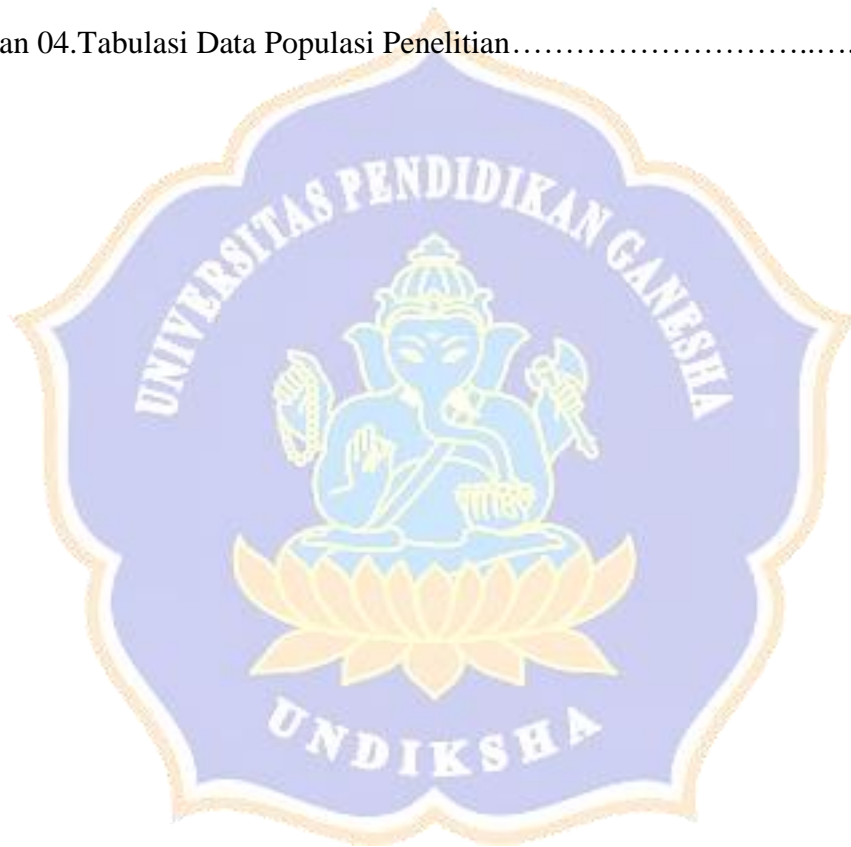 an 04.Tabulasi Data Populasi Penelitian………………………..…..
UNIVERSITAS PENDIDIKAN GANESHA
UNDIKSHA